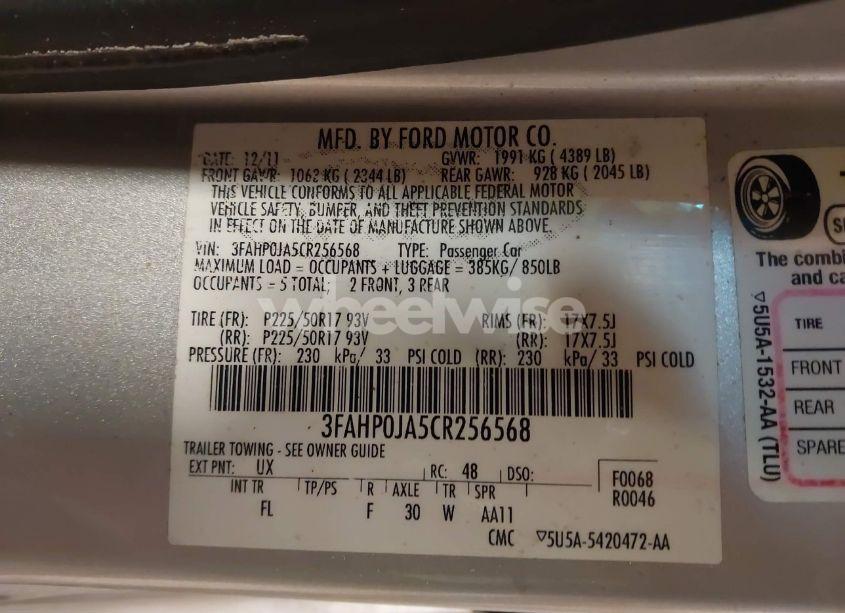 MFD. BY FORD MOTOR CO.
DATE: 12/11 GVWR: 1991 KG ( 4389 LB)
FRONT GAWR: 1062 KG ( 2344 LB) REAR GAWR: 928 KG ( 2045 LB)
THIS VEHICLE CONFORMS TO ALL APPLICABLE FEDERAL MOTOR
VEHICLE SAFETY, BUMPER, AND THEFT PREVENTION STANDARDS
IN EFFECT ON THE DATE OF MANUFACTURE SHOWN ABOVE.
VIN: 3FAHP0JA5CR256568 TYPE: Passenger Car
MAXIMUM LOAD = OCCUPANTS + LUGGAGE = 385KG/ 850LB
OCCUPANTS = 5 TOTAL; 2 FRONT, 3 REAR
wheelwise
TIRE (FR): P225/50R17 93V RIMS (FR): 17X7.5J
(RR): P225/50R17 93V (RR): 17X7.5J
PRESSURE (FR): 230 kPa/ 33 PSI COLD (RR): 230 kPa/ 33 PSI COLD
3FAHP0JA5CR256568
TRAILER TOWING - SEE OWNER GUIDE
EXT PNT: UX RC: 48 DSO:
F0068
R0046
INT TR TP/PS R AXLE TR SPR
FL F 30 W AA11
CMC ▽5U5A-5420472-AA
The combi
and ca
TIRE
FRONT
REAR
SPARE
▽5U5A-1532-AA (TLU)